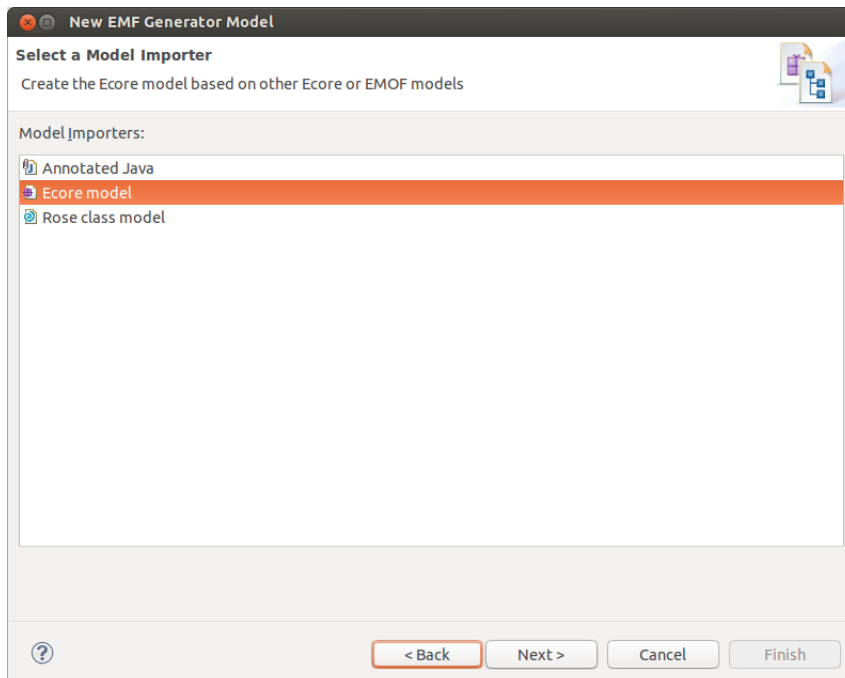 New EMF Generator Model
Select a Model Importer
Create the Ecore model based on other Ecore or EMOF models
Model Importers:
Annotated Java
Ecore model
Rose class model
? < Back Next > Cancel Finish